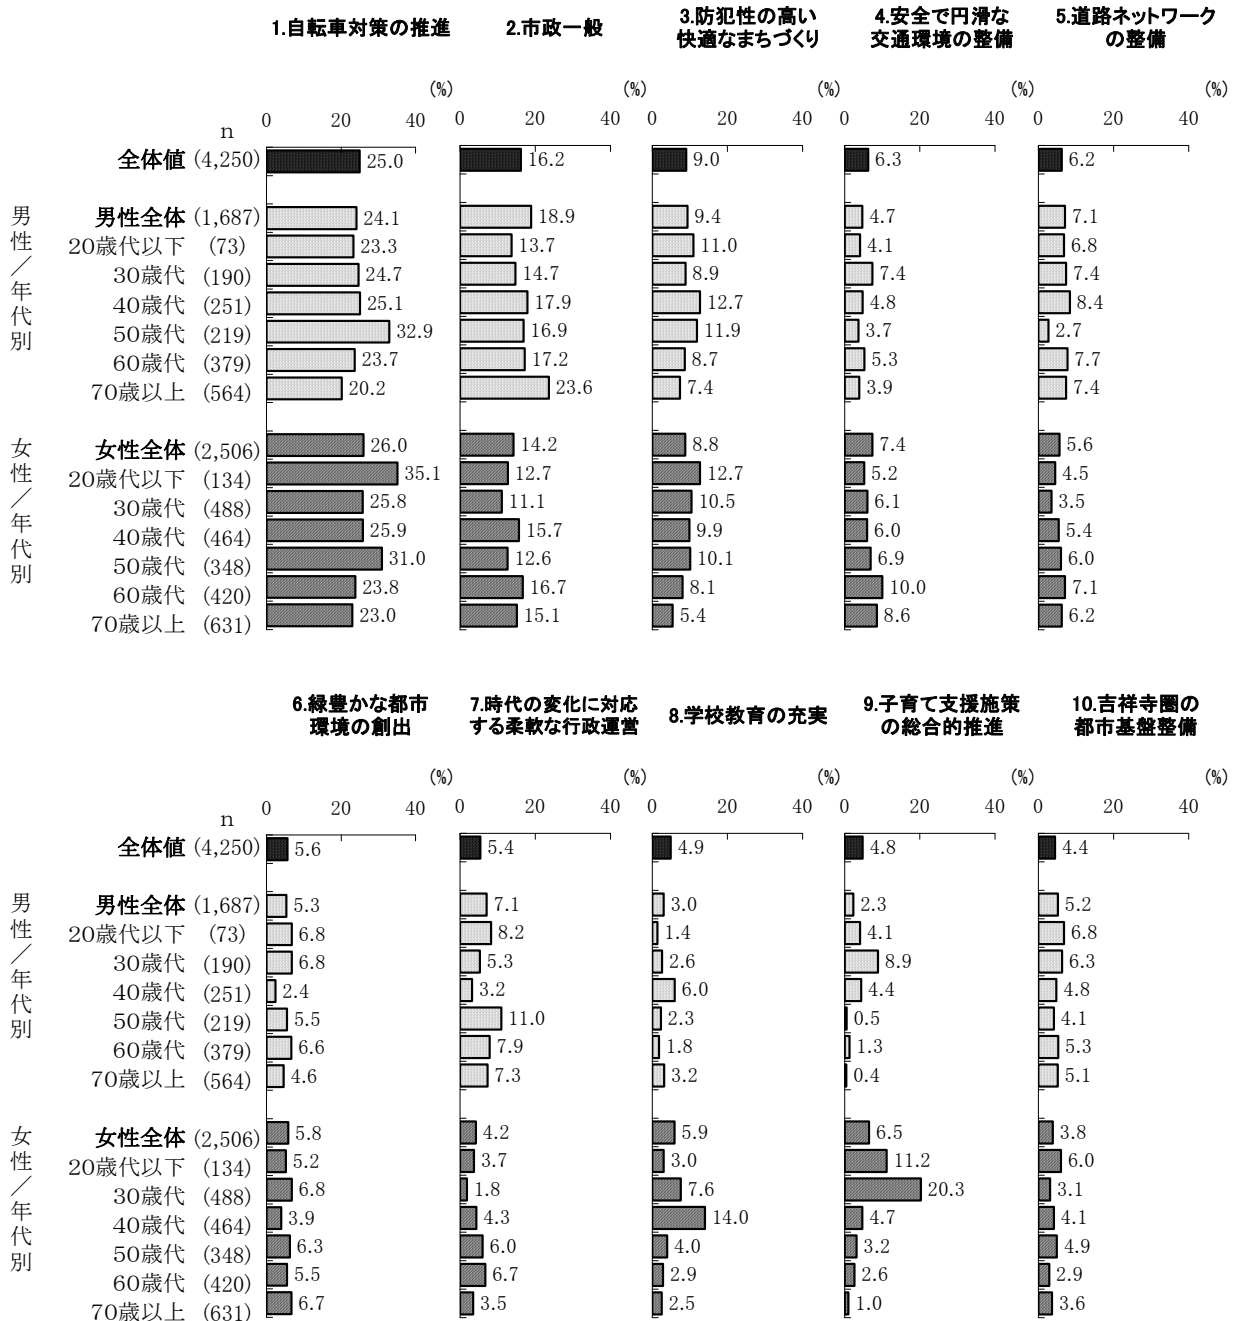 1.自転車対策の推進
2.市政一般
3.防犯性の高い
快適なまちづくり
4.安全で円滑な
交通環境の整備
5.道路ネットワーク
の整備
(%) (%) (%) (%) (%)
n 0 20 40 0 20 40 0 20 40 0 20 40 0 20 40
全体値 (4,250) 25.0 16.2 9.0 6.3 6.2
男性/年代別
男性全体 (1,687) 24.1 18.9 9.4 4.7 7.1
20歳代以下 (73) 23.3 13.7 11.0 4.1 6.8
30歳代 (190) 24.7 14.7 8.9 7.4 7.4
40歳代 (251) 25.1 17.9 12.7 4.8 8.4
50歳代 (219) 32.9 16.9 11.9 3.7 2.7
60歳代 (379) 23.7 17.2 8.7 5.3 7.7
70歳以上 (564) 20.2 23.6 7.4 3.9 7.4
女性/年代別
女性全体 (2,506) 26.0 14.2 8.8 7.4 5.6
20歳代以下 (134) 35.1 12.7 12.7 5.2 4.5
30歳代 (488) 25.8 11.1 10.5 6.1 3.5
40歳代 (464) 25.9 15.7 9.9 6.0 5.4
50歳代 (348) 31.0 12.6 10.1 6.9 6.0
60歳代 (420) 23.8 16.7 8.1 10.0 7.1
70歳以上 (631) 23.0 15.1 5.4 8.6 6.2
6.緑豊かな都市
環境の創出
7.時代の変化に対応
する柔軟な行政運営
8.学校教育の充実
9.子育て支援施策
の総合的推進
10.吉祥寺圏の
都市基盤整備
(%) (%) (%) (%) (%)
n 0 20 40 0 20 40 0 20 40 0 20 40 0 20 40
全体値 (4,250) 5.6 5.4 4.9 4.8 4.4
男性/年代別
男性全体 (1,687) 5.3 7.1 3.0 2.3 5.2
20歳代以下 (73) 6.8 8.2 1.4 4.1 6.8
30歳代 (190) 6.8 5.3 2.6 8.9 6.3
40歳代 (251) 2.4 3.2 6.0 4.4 4.8
50歳代 (219) 5.5 11.0 2.3 0.5 4.1
60歳代 (379) 6.6 7.9 1.8 1.3 5.3
70歳以上 (564) 4.6 7.3 3.2 0.4 5.1
女性/年代別
女性全体 (2,506) 5.8 4.2 5.9 6.5 3.8
20歳代以下 (134) 5.2 3.7 3.0 11.2 6.0
30歳代 (488) 6.8 1.8 7.6 20.3 3.1
40歳代 (464) 3.9 4.3 14.0 4.7 4.1
50歳代 (348) 6.3 6.0 4.0 3.2 4.9
60歳代 (420) 5.5 6.7 2.9 2.6 2.9
70歳以上 (631) 6.7 3.5 2.5 1.0 3.6